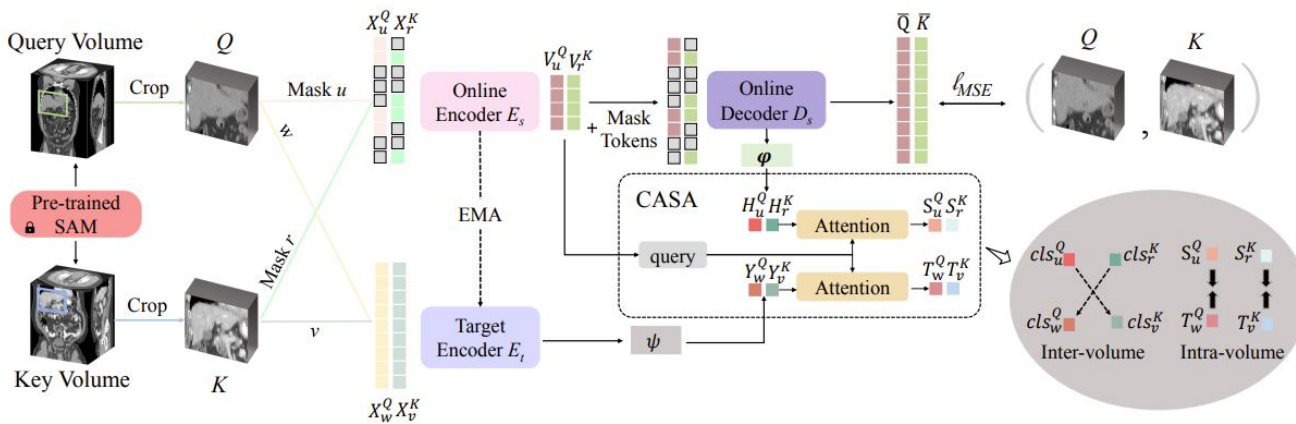 Query Volume
Crop
Q
Mask u
w
X_u^Q X_r^K
Online
Encoder E_s
V_u^Q V_r^K
+ Mask
Tokens
Online
Decoder D_s
φ
Q̅ K̅
ℓ_MSE
( Q , K )
Pre-trained
SAM
EMA
CASA
H_u^Q H_r^K
Attention
S_u^Q S_r^K
query
Y_w^Q Y_v^K
Attention
T_w^Q T_v^K
Crop
Mask r
v
Key Volume
K
X_w^Q X_v^K
Target
Encoder E_t
ψ
cls_u^Q cls_r^K
S_u^Q S_r^K
cls_w^Q cls_v^K
T_w^Q T_v^K
Inter-volume
Intra-volume